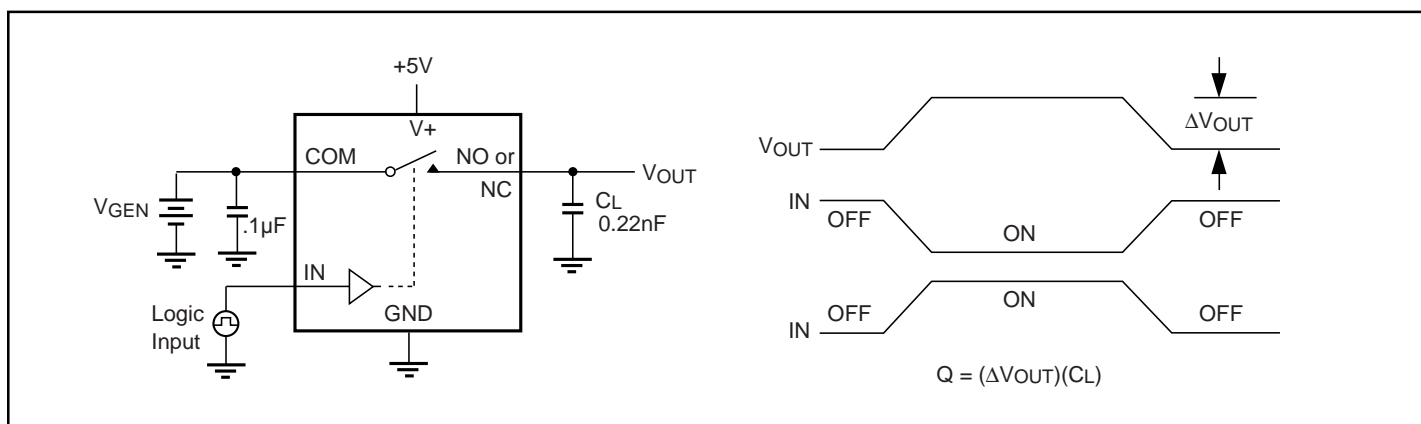 +5V
V+
COM
NO or
NC
VOUT
VGEN
.1µF
CL
0.22nF
IN
Logic
Input
GND
VOUT
ΔVOUT
IN
OFF
ON
OFF
IN
OFF
ON
OFF
Q = (ΔVOUT)(CL)